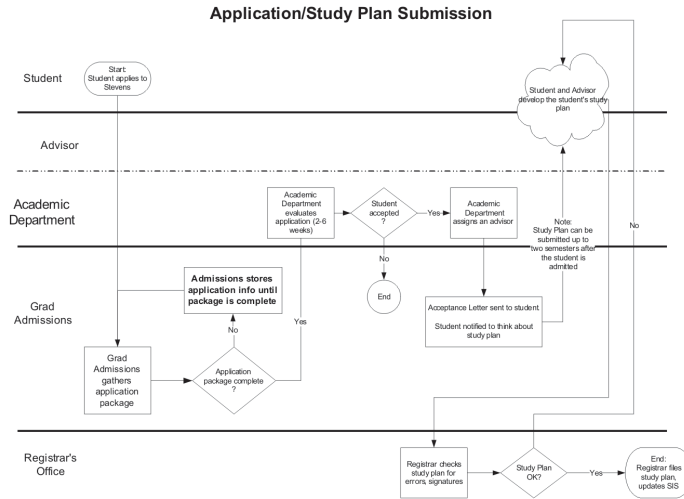 Application/Study Plan Submission
Student
Start:
Student applies to
Stevens
Student and Advisor
develop the student's study
plan
Advisor
Academic
Department
Academic
Department
evaluates
application (2-6
weeks)
Student
accepted
?
Yes
Academic
Department
assigns an advisor
Note:
Study Plan can be
submitted up to
two semesters after
the student is
admitted
No
No
End
Grad
Admissions
Admissions stores
application info until
package is complete
No
Yes
Acceptance Letter sent to student
Student notified to think about
study plan
Grad
Admissions
gathers
application
package
Application
package complete
?
Registrar's
Office
Registrar checks
study plan for
errors, signatures
Study Plan
OK?
Yes
End:
Registrar files
study plan,
updates SIS